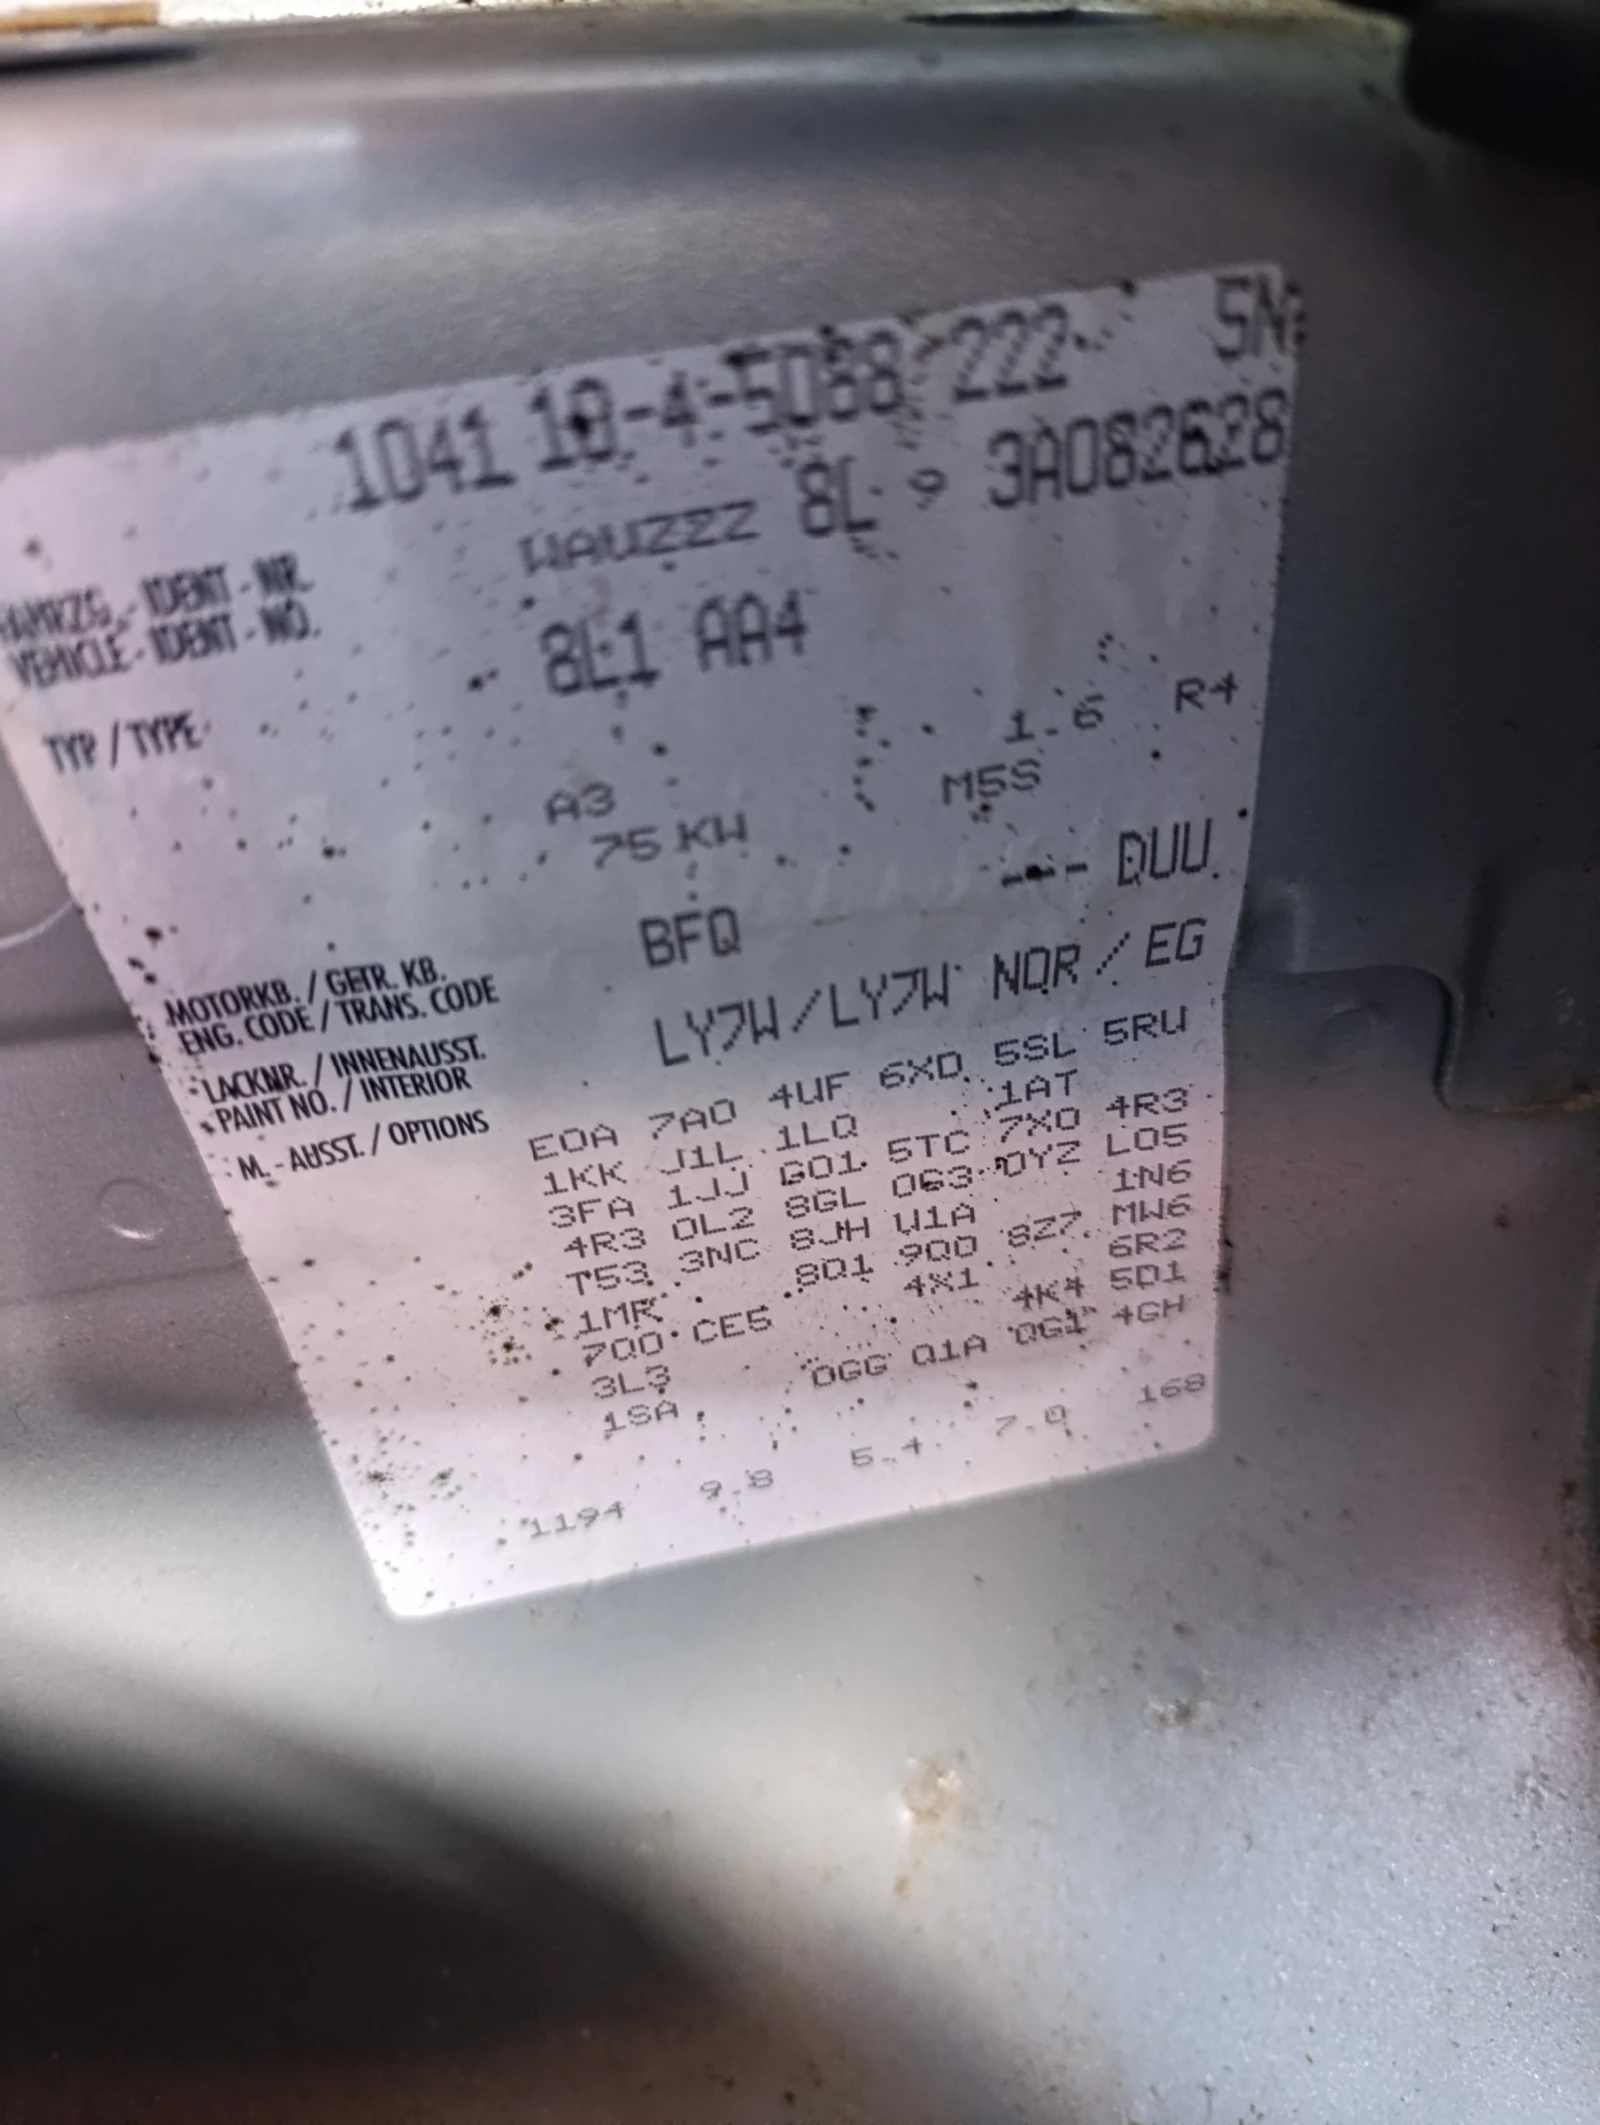 1041 10-4-5088 222 5N
FAHRZG.-IDENT-NR. WAUZZZ 8L 9 3A082628
VEHICLE-IDENT-NO.
TYP / TYPE 8L1 AA4
A3 1.6 R4
75 KW M5S
MOTORKB. / GETR. KB. BFQ --- DUU
ENG. CODE / TRANS. CODE
LACKNR. / INNENAUSST. LY7W/LY7W NQR / EG
PAINT NO. / INTERIOR
M. - AUSST. / OPTIONS E0A 7A0 4UF 6XD 5SL 5RU
1KK J1L 1LQ 1AT
3FA 1JJ G01 5TC 7X0 4R3
4R3 0L2 8GL 0G3 0YZ L05
T53 3NC 8JH U1A 1N6
1MR 8Q1 9Q0 8Z7 MW6
7Q0 CE5 4X1 6R2
3L3 4K4 5D1
1SA 0GG Q1A QG1 4GH
1194 9.8 5.4 7.0 168